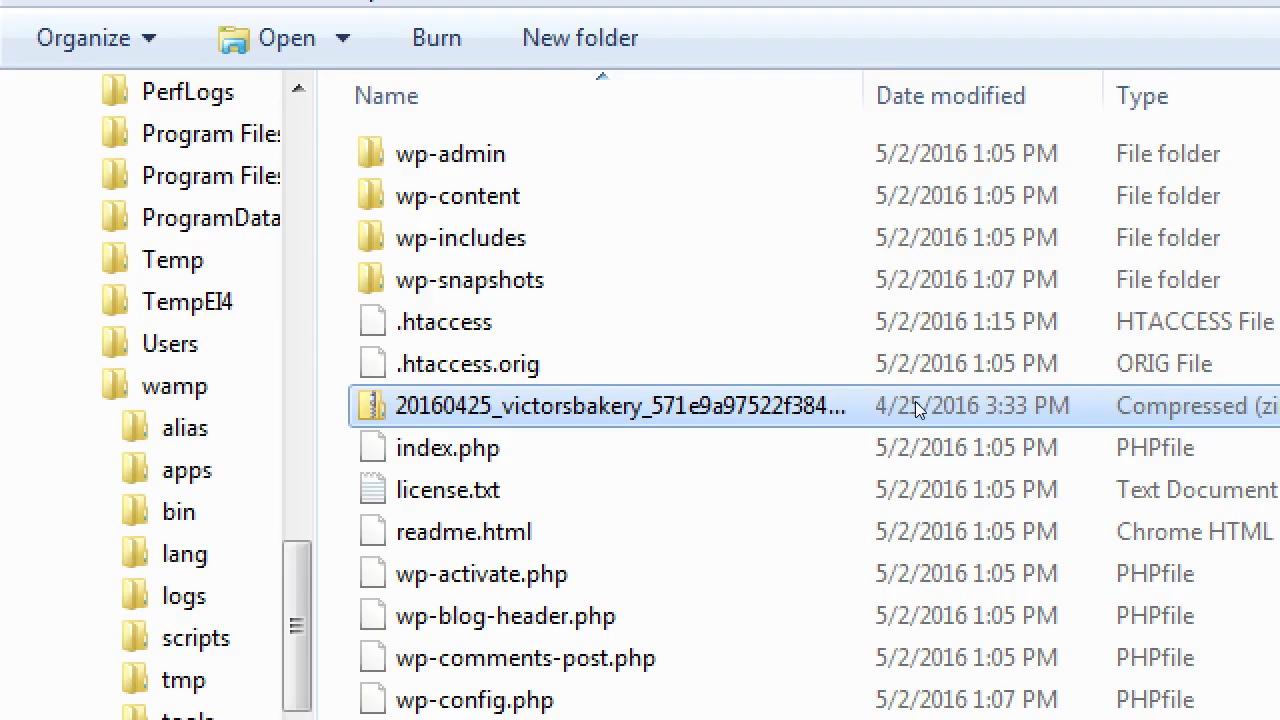 Organize Open Burn New folder
Name Date modified Type
PerfLogs
Program Files
Program Files
ProgramData
Temp
TempEI4
Users
wamp
alias
apps
bin
lang
logs
scripts
tmp
wp-admin 5/2/2016 1:05 PM File folder
wp-content 5/2/2016 1:05 PM File folder
wp-includes 5/2/2016 1:05 PM File folder
wp-snapshots 5/2/2016 1:07 PM File folder
.htaccess 5/2/2016 1:15 PM HTACCESS File
.htaccess.orig 5/2/2016 1:05 PM ORIG File
20160425_victorsbakery_571e9a97522f384... 4/25/2016 3:33 PM Compressed (zi
index.php 5/2/2016 1:05 PM PHPfile
license.txt 5/2/2016 1:05 PM Text Document
readme.html 5/2/2016 1:05 PM Chrome HTML
wp-activate.php 5/2/2016 1:05 PM PHPfile
wp-blog-header.php 5/2/2016 1:05 PM PHPfile
wp-comments-post.php 5/2/2016 1:05 PM PHPfile
wp-config.php 5/2/2016 1:07 PM PHPfile